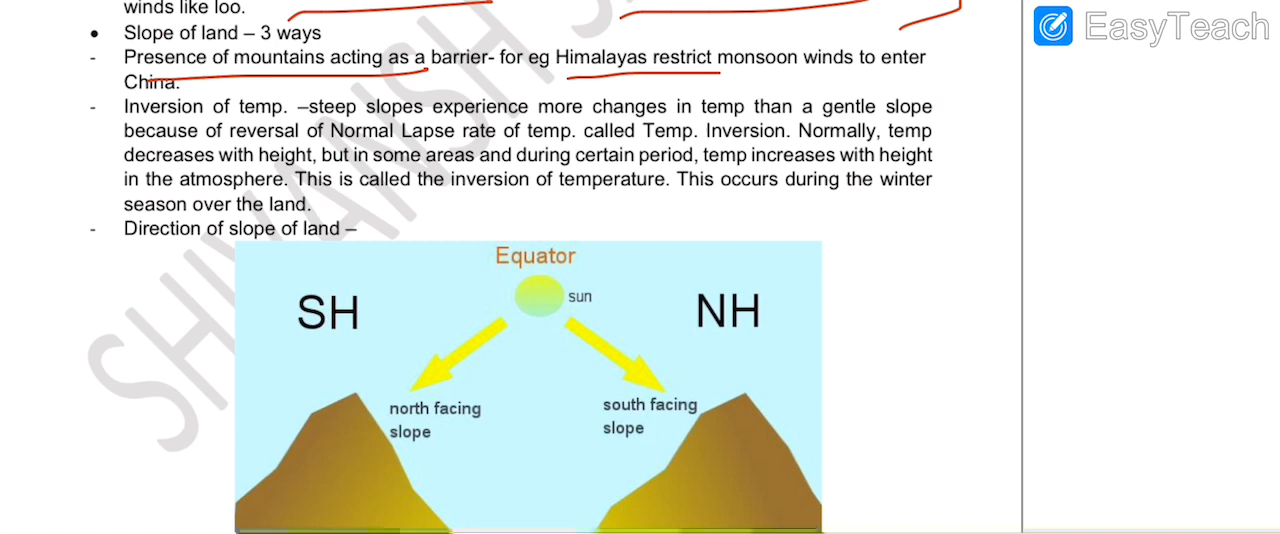 winds like loo.
• Slope of land – 3 ways
- Presence of mountains acting as a barrier- for eg Himalayas restrict monsoon winds to enter
China.
- Inversion of temp. –steep slopes experience more changes in temp than a gentle slope
because of reversal of Normal Lapse rate of temp. called Temp. Inversion. Normally, temp
decreases with height, but in some areas and during certain period, temp increases with height
in the atmosphere. This is called the inversion of temperature. This occurs during the winter
season over the land.
- Direction of slope of land –
Equator
sun
SH
NH
north facing
slope
south facing
slope
EasyTeach
SHIVANSH